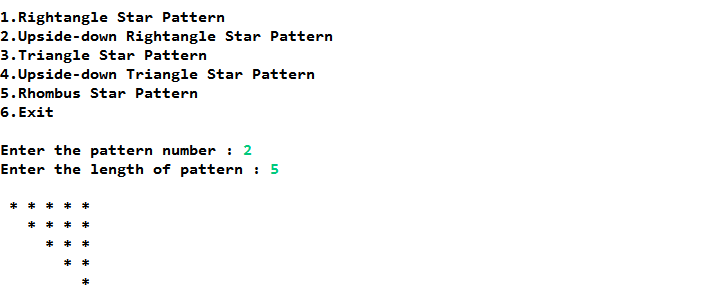 1.Rightangle Star Pattern
2.Upside-down Rightangle Star Pattern
3.Triangle Star Pattern
4.Upside-down Triangle Star Pattern
5.Rhombus Star Pattern
6.Exit

Enter the pattern number : 2
Enter the length of pattern : 5

 * * * * *
   * * * *
     * * *
       * *
         *